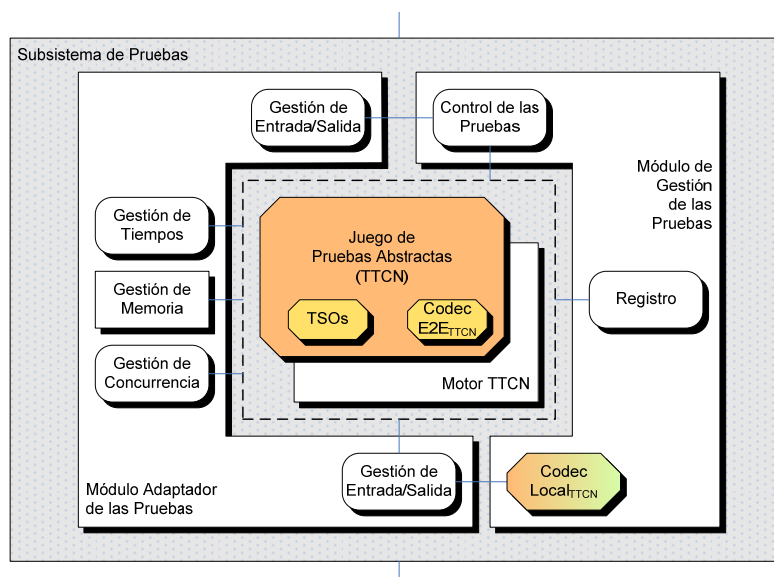 Subsistema de Pruebas
Gestión de
Entrada/Salida
Control de las
Pruebas
Módulo de
Gestión
de las
Pruebas
Gestión de
Tiempos
Juego de
Pruebas Abstractas
(TTCN)
Gestión de
Memoria
Registro
TSOs
Codec
E2ETTCN
Gestión de
Concurrencia
Motor TTCN
Gestión de
Entrada/Salida
Codec
LocalTTCN
Módulo Adaptador
de las Pruebas